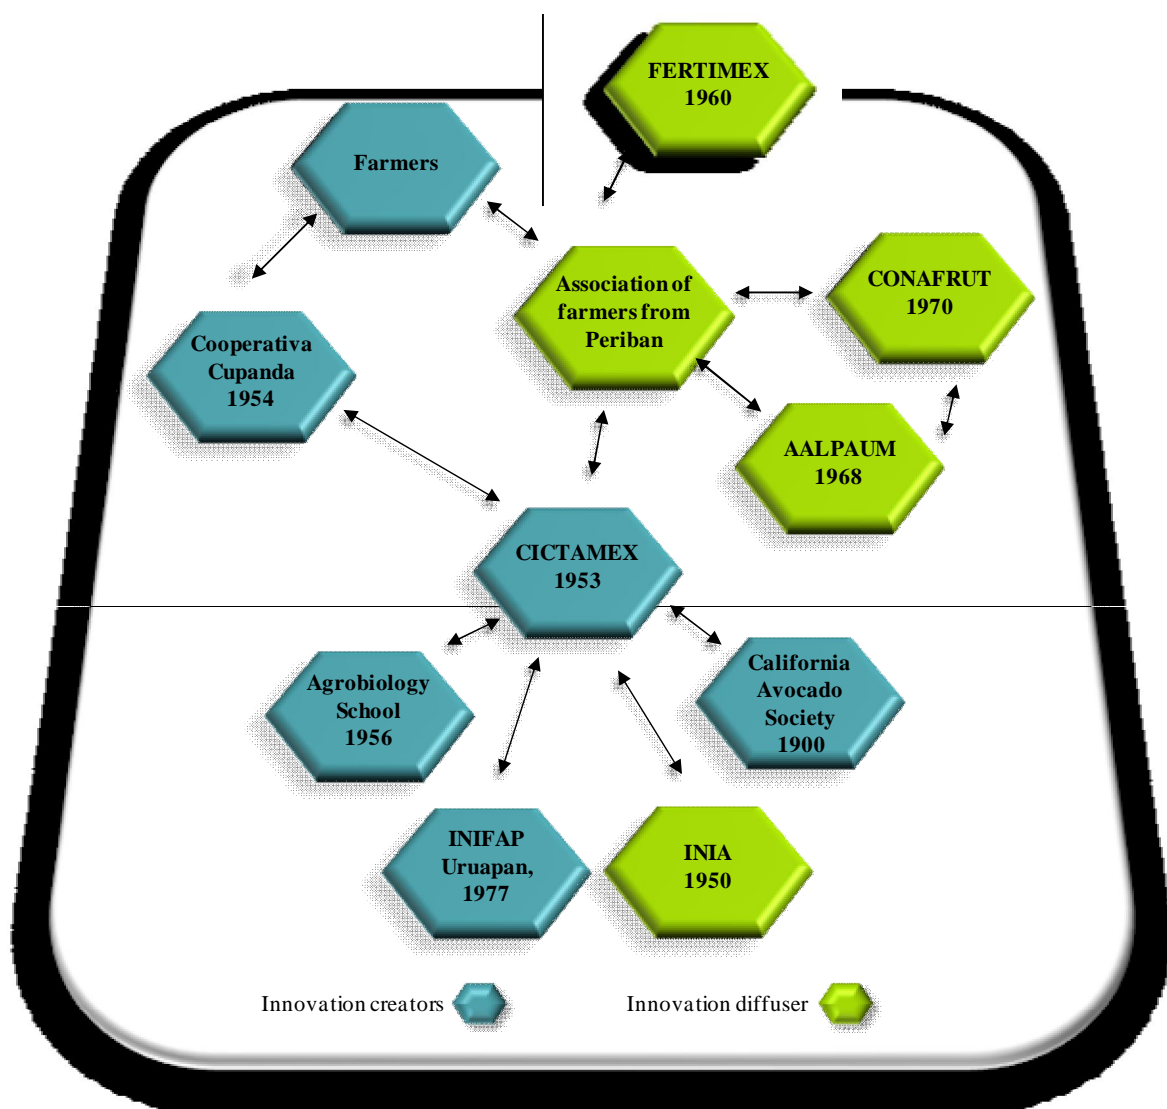 FERTIMEX
1960
Farmers
Association of
farmers from
Periban
CONAFRUT
1970
Cooperativa
Cupanda
1954
AALPAUM
1968
CICTAMEX
1953
Agrobiology
School
1956
California
Avocado
Society
1900
INIFAP
Uruapan,
1977
INIA
1950
Innovation creators
Innovation diffuser